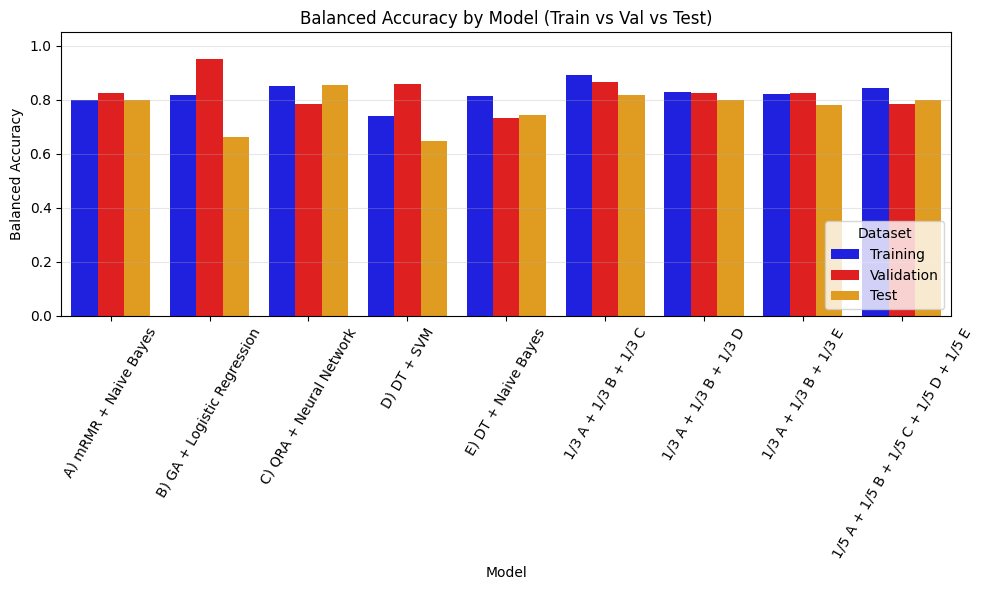 Balanced Accuracy by Model (Train vs Val vs Test)
Balanced Accuracy
1.0
0.8
0.6
0.4
0.2
0.0
Dataset
Training
Validation
Test
A) mRMR + Naive Bayes
B) GA + Logistic Regression
C) QRA + Neural Network
D) DT + SVM
E) DT + Naive Bayes
1/3 A + 1/3 B + 1/3 C
1/3 A + 1/3 B + 1/3 D
1/3 A + 1/3 B + 1/3 E
1/5 A + 1/5 B + 1/5 C + 1/5 D + 1/5 E
Model